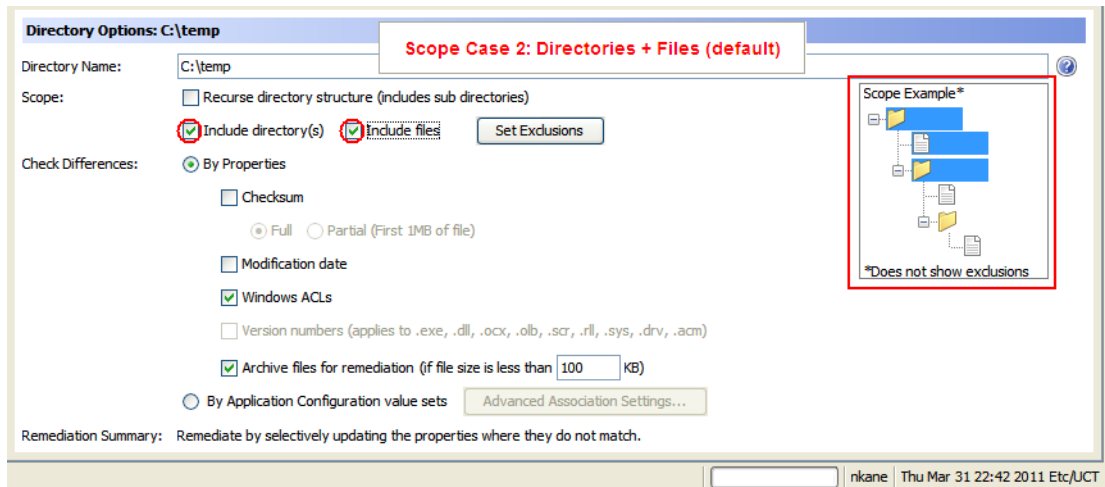 Directory Options: C:\temp
Scope Case 2: Directories + Files (default)
Directory Name: C:\temp
Scope: Recurse directory structure (includes sub directories)
Include directory(s) Include files Set Exclusions
Scope Example*
*Does not show exclusions
Check Differences: By Properties
Checksum
Full Partial (First 1MB of file)
Modification date
Windows ACLs
Version numbers (applies to .exe, .dll, .ocx, .olb, .scr, .rll, .sys, .drv, .acm)
Archive files for remediation (if file size is less than 100 KB)
By Application Configuration value sets Advanced Association Settings...
Remediation Summary: Remediate by selectively updating the properties where they do not match.
nkane Thu Mar 31 22:42 2011 Etc/UCT